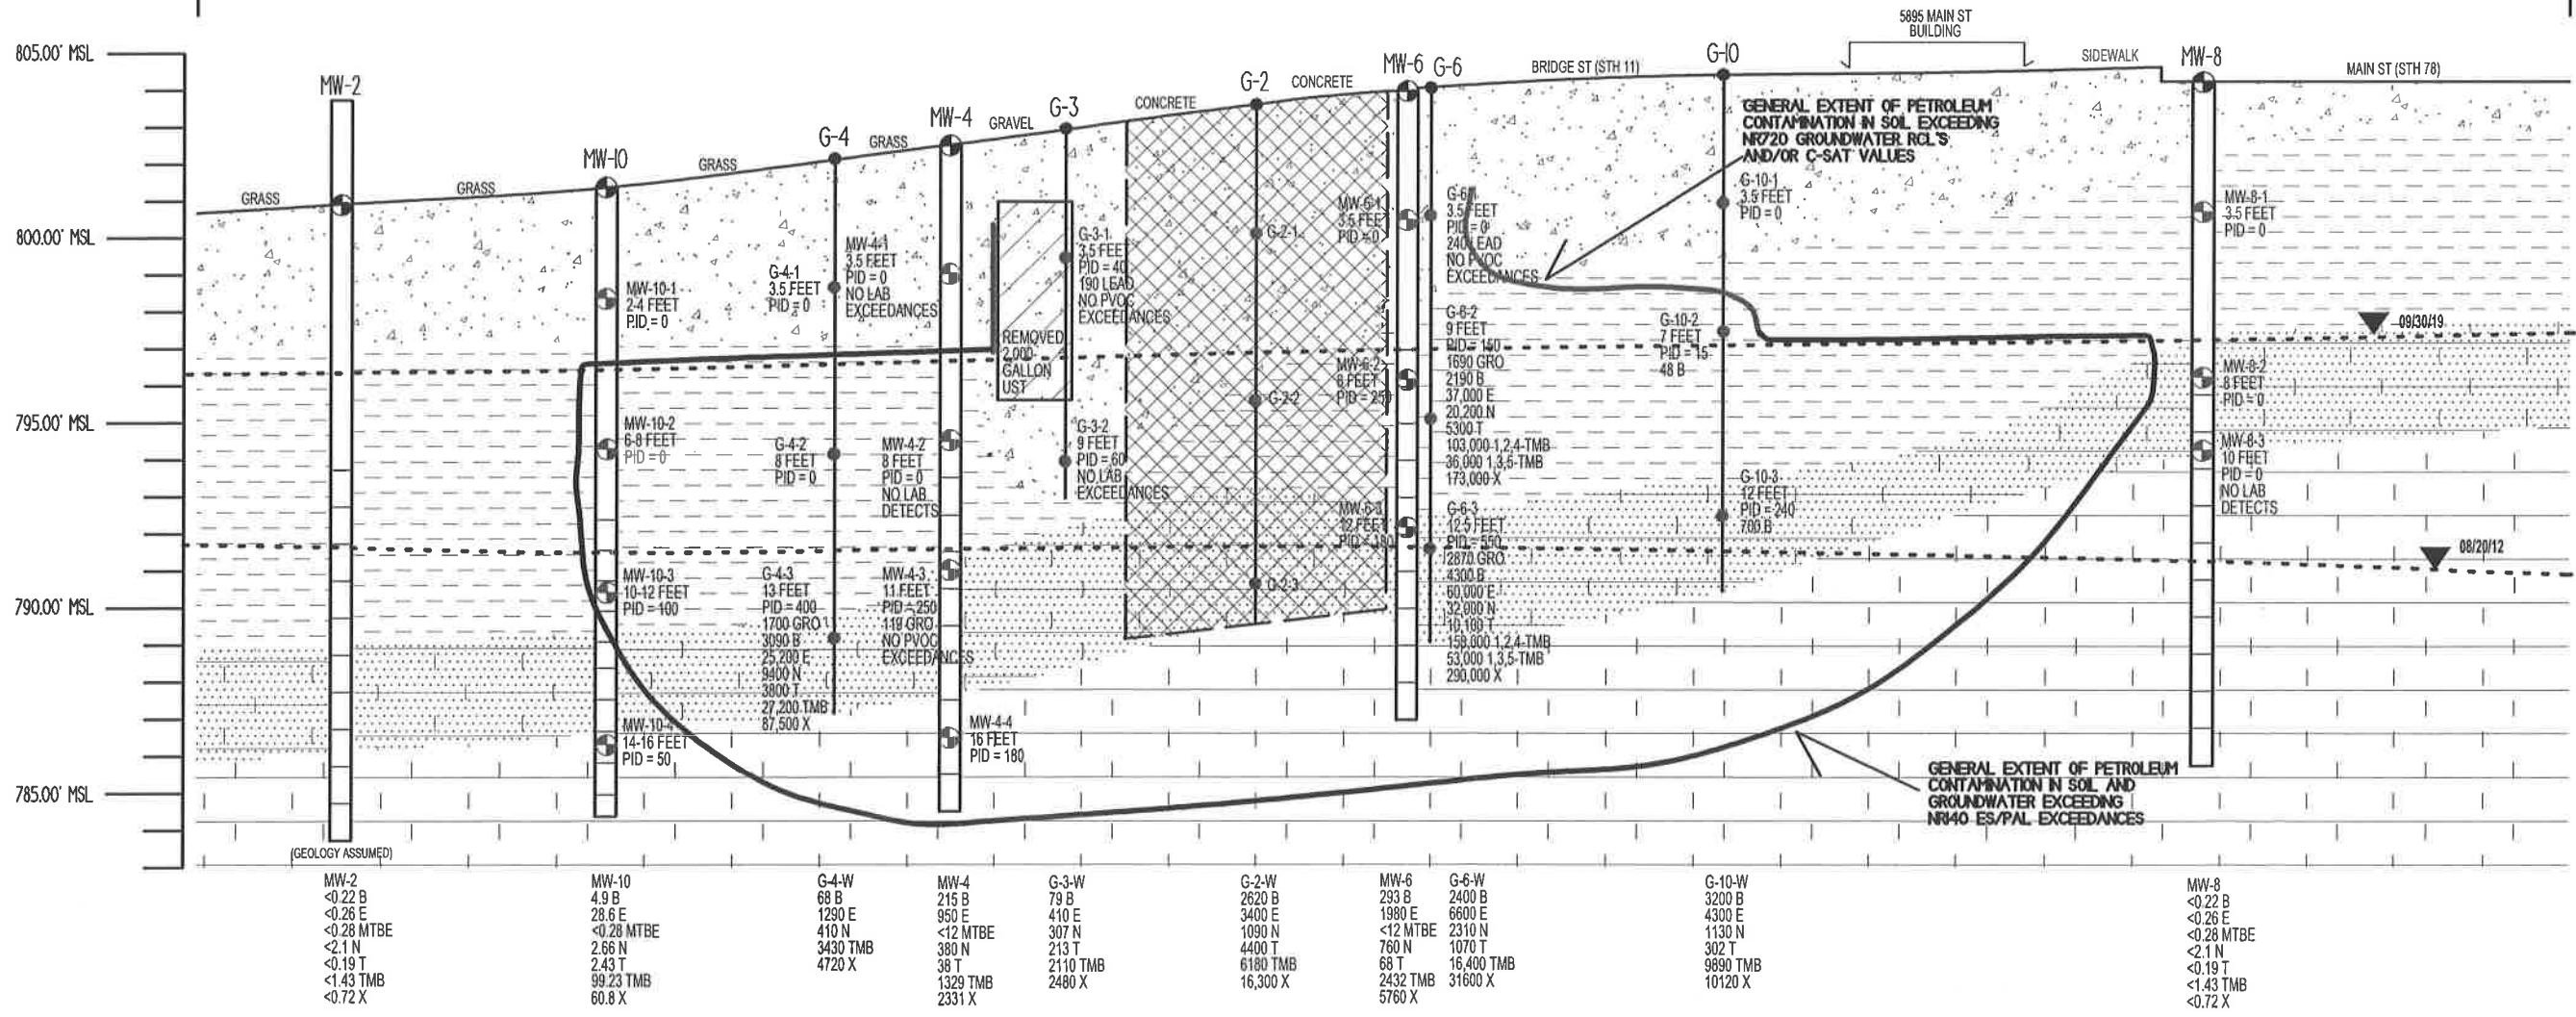 805.00' MSL
800.00' MSL
795.00' MSL
790.00' MSL
785.00' MSL
MW-2
MW-10
G-4
MW-4
G-3
G-2
MW-6
G-6
G-10
MW-8
GRASS
GRASS
GRASS
GRASS
GRAVEL
CONCRETE
CONCRETE
BRIDGE ST (STH 11)
5895 MAIN ST
BUILDING
SIDEWALK
MAIN ST (STH 78)
GENERAL EXTENT OF PETROLEUM
CONTAMINATION IN SOIL EXCEEDING
NR720 GROUNDWATER RCL'S
AND/OR C-SAT VALUES
MW-10-1
2-4 FEET
PID = 0
MW-10-2
6-8 FEET
PID = 0
MW-10-3
10-12 FEET
PID = 100
MW-10-4
14-16 FEET
PID = 50
G-4-1
3.5 FEET
PID = 0
G-4-2
8 FEET
PID = 0
G-4-3
13 FEET
PID = 400
1700 GRO
3090 B
25,200 E
9400 N
3800 T
27,200 TMB
87,500 X
MW-4-1
3.5 FEET
PID = 0
NO LAB
EXCEEDANCES
MW-4-2
8 FEET
PID = 0
NO LAB
DETECTS
MW-4-3
11 FEET
PID = 250
119 GRO
NO PVOC
EXCEEDANCES
MW-4-4
16 FEET
PID = 180
REMOVED
2,000
GALLON
UST
G-3-1
3.5 FEET
PID = 40
190 LEAD
NO PVOC
EXCEEDANCES
G-3-2
9 FEET
PID = 60
NO LAB
EXCEEDANCES
G-2-1
G-2-2
G-2-3
MW-6-1
3.5 FEET
PID = 0
MW-6-2
8 FEET
PID = 250
MW-6-3
12 FEET
PID = 180
G-6-1
3.5 FEET
PID = 0
240 LEAD
NO PVOC
EXCEEDANCES
G-6-2
9 FEET
PID = 150
1690 GRO
2190 B
37,000 E
20,200 N
5300 T
103,000 1,2,4-TMB
36,000 1,3,5-TMB
173,000 X
G-6-3
12.5 FEET
PID = 550
2870 GRO
4300 B
60,000 E
32,000 N
10,100 T
158,000 1,2,4-TMB
53,000 1,3,5-TMB
290,000 X
G-10-1
3.5 FEET
PID = 0
G-10-2
7 FEET
PID = 15
48 B
G-10-3
12 FEET
PID = 240
700 B
MW-8-1
3.5 FEET
PID = 0
MW-8-2
8 FEET
PID = 0
MW-8-3
10 FEET
PID = 0
NO LAB
DETECTS
09/30/19
08/20/12
GENERAL EXTENT OF PETROLEUM
CONTAMINATION IN SOIL AND
GROUNDWATER EXCEEDING
NR140 ES/PAL EXCEEDANCES
(GEOLOGY ASSUMED)
MW-2
<0.22 B
<0.26 E
<0.28 MTBE
<2.1 N
<0.19 T
<1.43 TMB
<0.72 X
MW-10
4.9 B
28.6 E
<0.28 MTBE
2.66 N
2.43 T
99.23 TMB
60.8 X
G-4-W
68 B
1290 E
410 N
3430 TMB
4720 X
MW-4
215 B
950 E
<12 MTBE
380 N
38 T
1329 TMB
2331 X
G-3-W
79 B
410 E
307 N
213 T
2110 TMB
2480 X
G-2-W
2620 B
3400 E
1090 N
4400 T
6180 TMB
16,300 X
MW-6
293 B
1980 E
<12 MTBE
760 N
68 T
2432 TMB
5760 X
G-6-W
2400 B
6600 E
2310 N
1070 T
16,400 TMB
31600 X
G-10-W
3200 B
4300 E
1130 N
302 T
9890 TMB
10120 X
MW-8
<0.22 B
<0.26 E
<0.28 MTBE
<2.1 N
<0.19 T
<1.43 TMB
<0.72 X